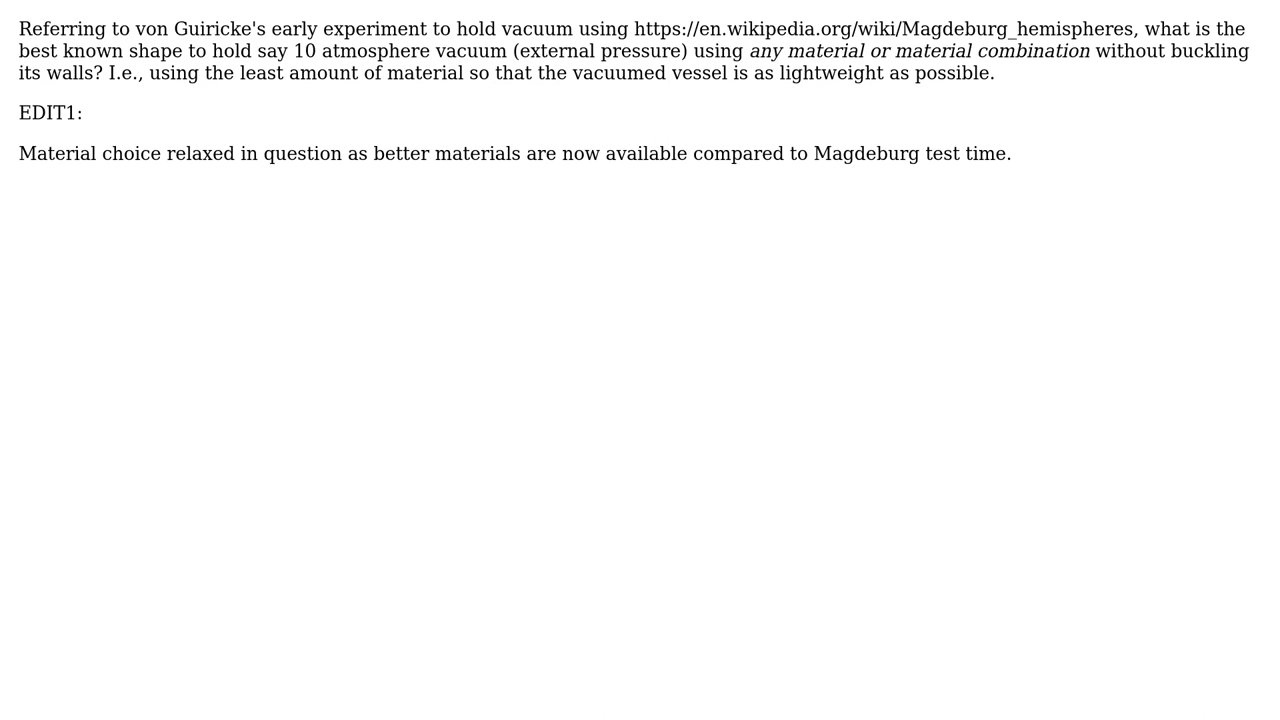 Referring to von Guiricke's early experiment to hold vacuum using https://en.wikipedia.org/wiki/Magdeburg_hemispheres, what is the
best known shape to hold say 10 atmosphere vacuum (external pressure) using any material or material combination without buckling
its walls? I.e., using the least amount of material so that the vacuumed vessel is as lightweight as possible.
EDIT1:
Material choice relaxed in question as better materials are now available compared to Magdeburg test time.